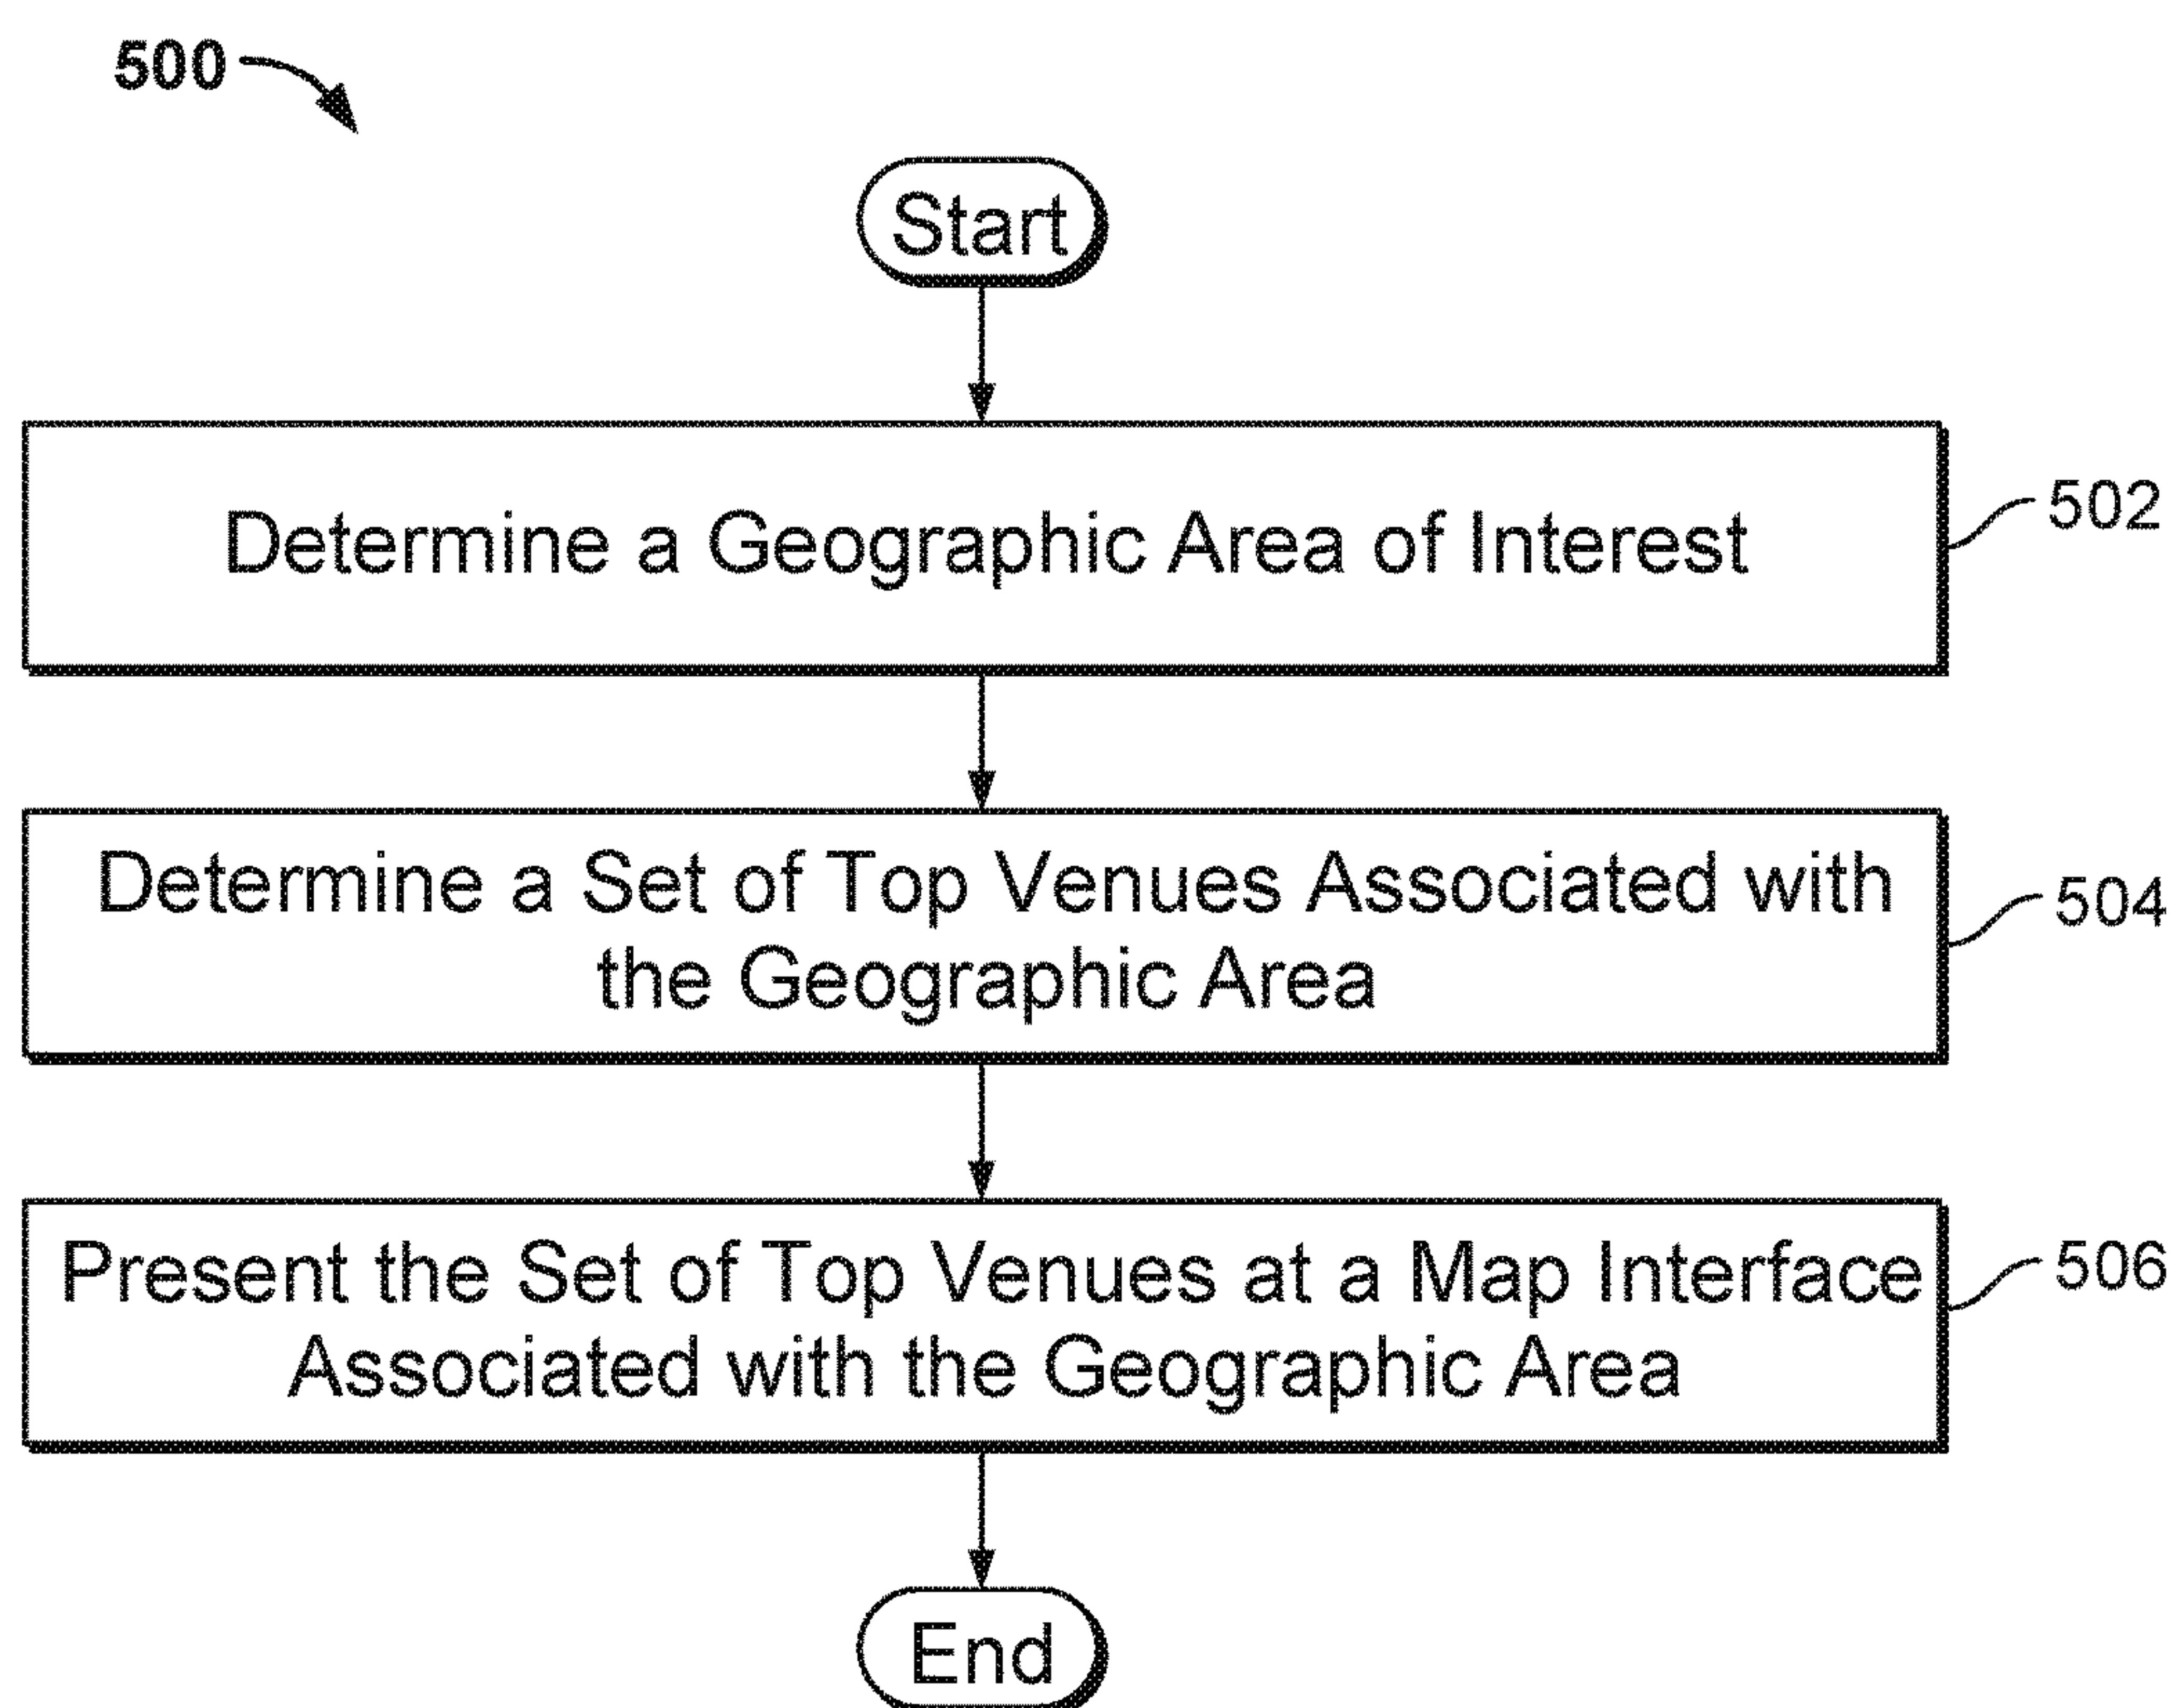 500
Start
Determine a Geographic Area of Interest
502
Determine a Set of Top Venues Associated with
the Geographic Area
504
Present the Set of Top Venues at a Map Interface
Associated with the Geographic Area
506
End